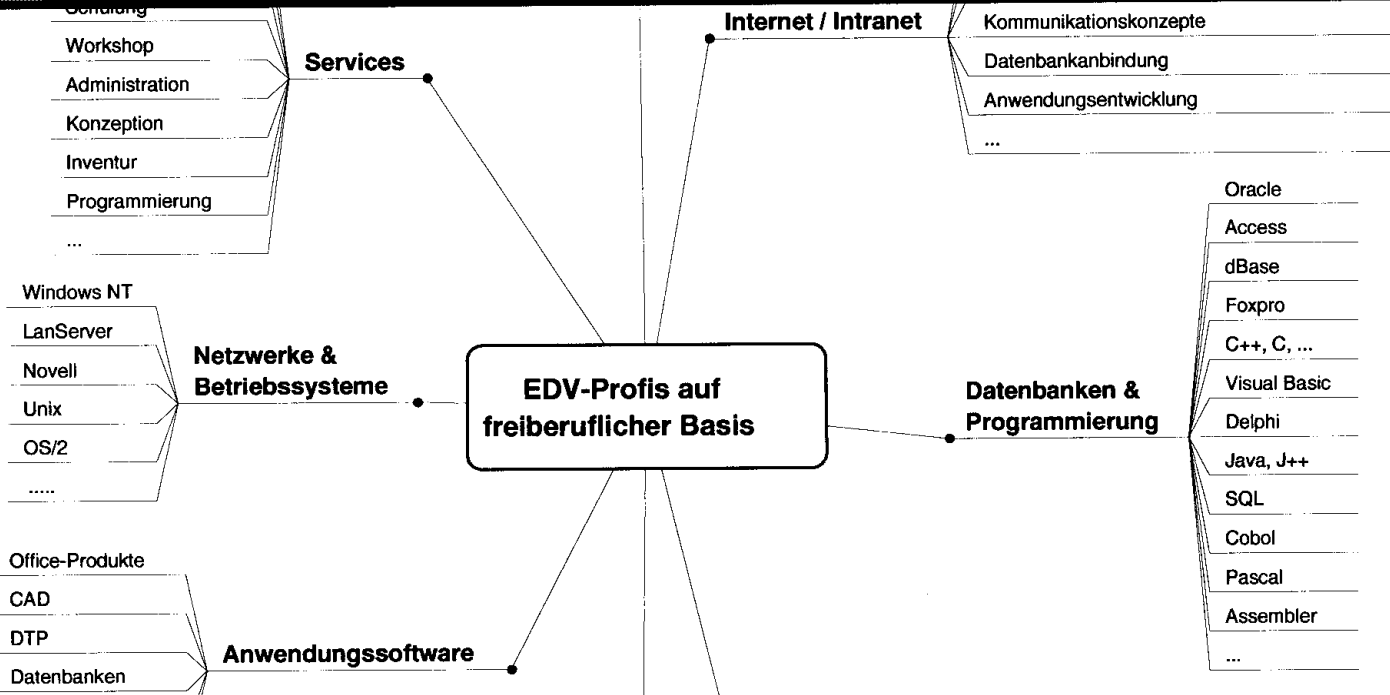 Schulung
Workshop
Administration
Konzeption
Inventur
Programmierung
...
Services
Internet / Intranet
Kommunikationskonzepte
Datenbankanbindung
Anwendungsentwicklung
...
Windows NT
LanServer
Novell
Unix
OS/2
.....
Netzwerke &
Betriebssysteme
EDV-Profis auf
freiberuflicher Basis
Datenbanken &
Programmierung
Oracle
Access
dBase
Foxpro
C++, C, ...
Visual Basic
Delphi
Java, J++
SQL
Cobol
Pascal
Assembler
...
Office-Produkte
CAD
DTP
Datenbanken
Anwendungssoftware